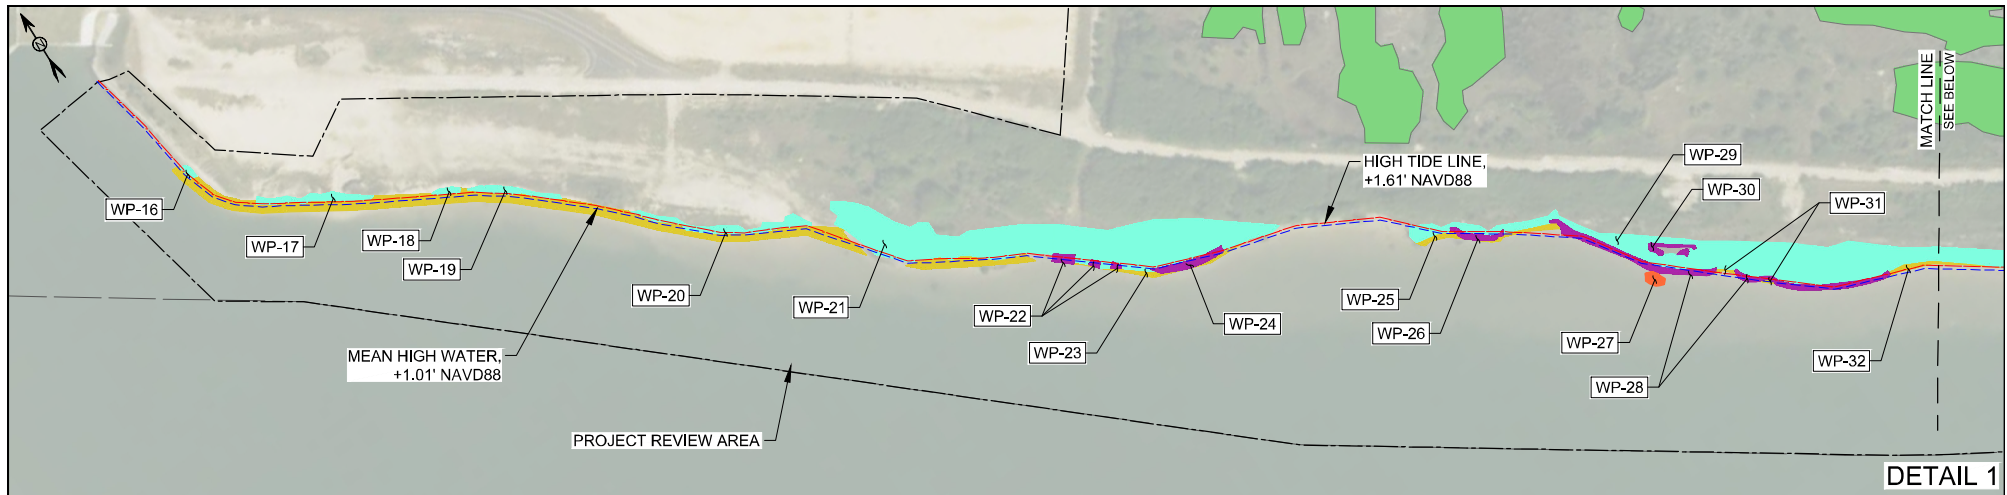 N
MATCH LINE
SEE BELOW
HIGH TIDE LINE,
+1.61' NAVD88
WP-29
WP-30
WP-31
WP-16
WP-17
WP-18
WP-19
WP-20
WP-21
WP-22
WP-23
WP-24
WP-25
WP-26
WP-27
WP-28
WP-32
MEAN HIGH WATER,
+1.01' NAVD88
PROJECT REVIEW AREA
DETAIL 1